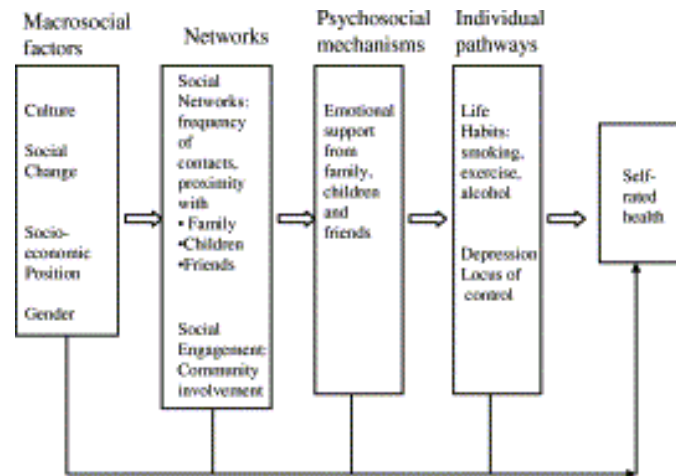 Macrosocial
factors
Networks
Psychosocial
mechanisms
Individual
pathways
Culture
Social
Change
Socio-
economic
Position
Gender
Social
Networks:
frequency
of
contacts,
proximity
with
• Family
•Children
•Friends
Social
Engagement:
Community
involvement
Emotional
support
from
family,
children
and
friends
Life
Habits:
smoking,
exercise,
alcohol
Depression
Locus of
control
Self-
rated
health